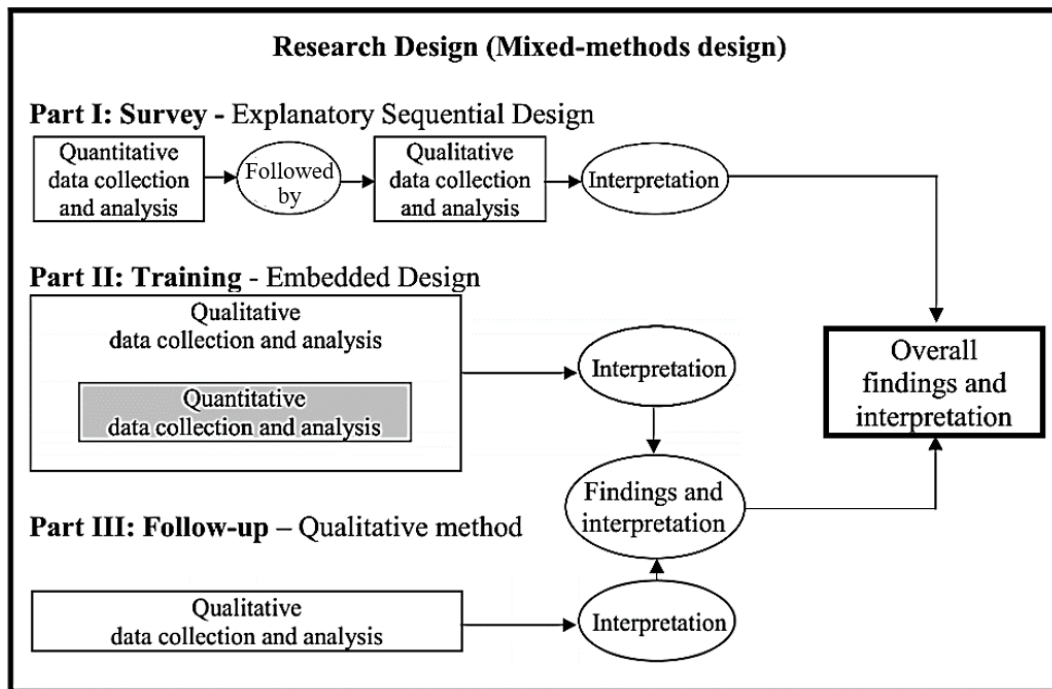 Research Design (Mixed-methods design)
Part I: Survey - Explanatory Sequential Design
Quantitative
data collection
and analysis
Followed
by
Qualitative
data collection
and analysis
Interpretation
Part II: Training - Embedded Design
Qualitative
data collection and analysis
Quantitative
data collection and analysis
Interpretation
Overall
findings and
interpretation
Findings and
interpretation
Part III: Follow-up – Qualitative method
Qualitative
data collection and analysis
Interpretation